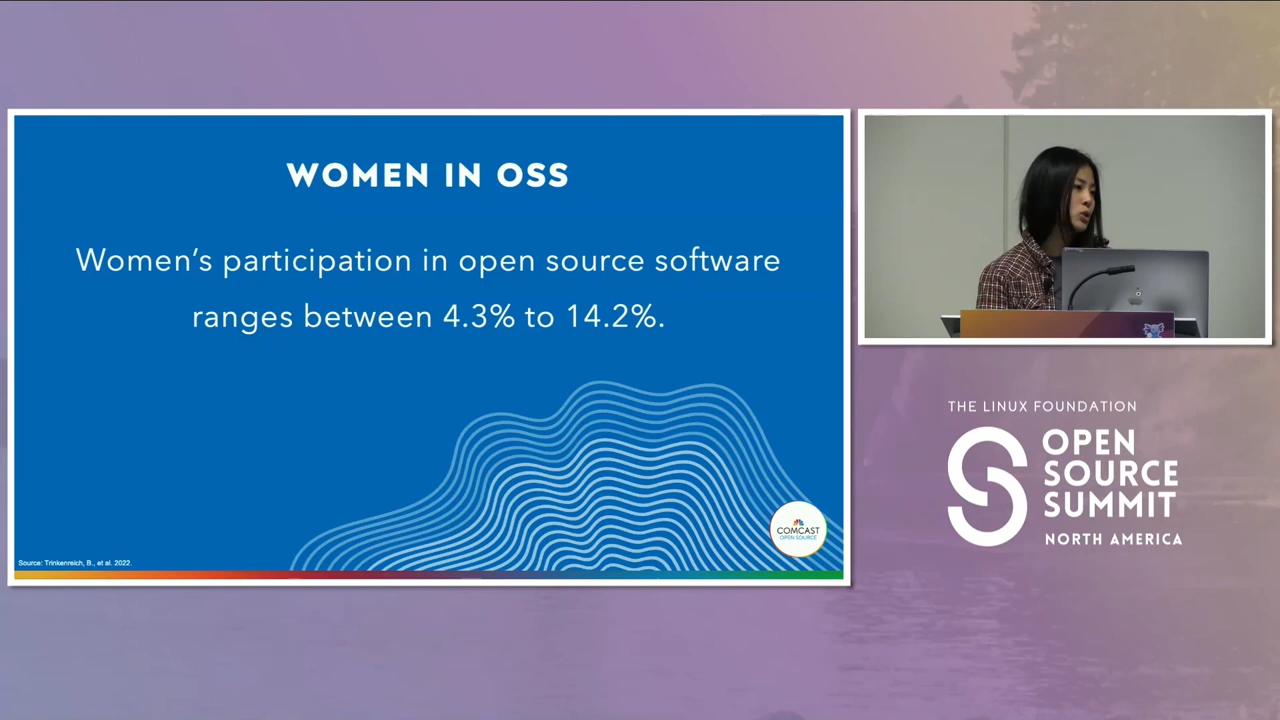 WOMEN IN OSS
Women’s participation in open source software
ranges between 4.3% to 14.2%.
COMCAST
OPEN SOURCE
Source: Trinkenreich, B., et al. 2022.
THE LINUX FOUNDATION
OPEN
SOURCE
SUMMIT
NORTH AMERICA